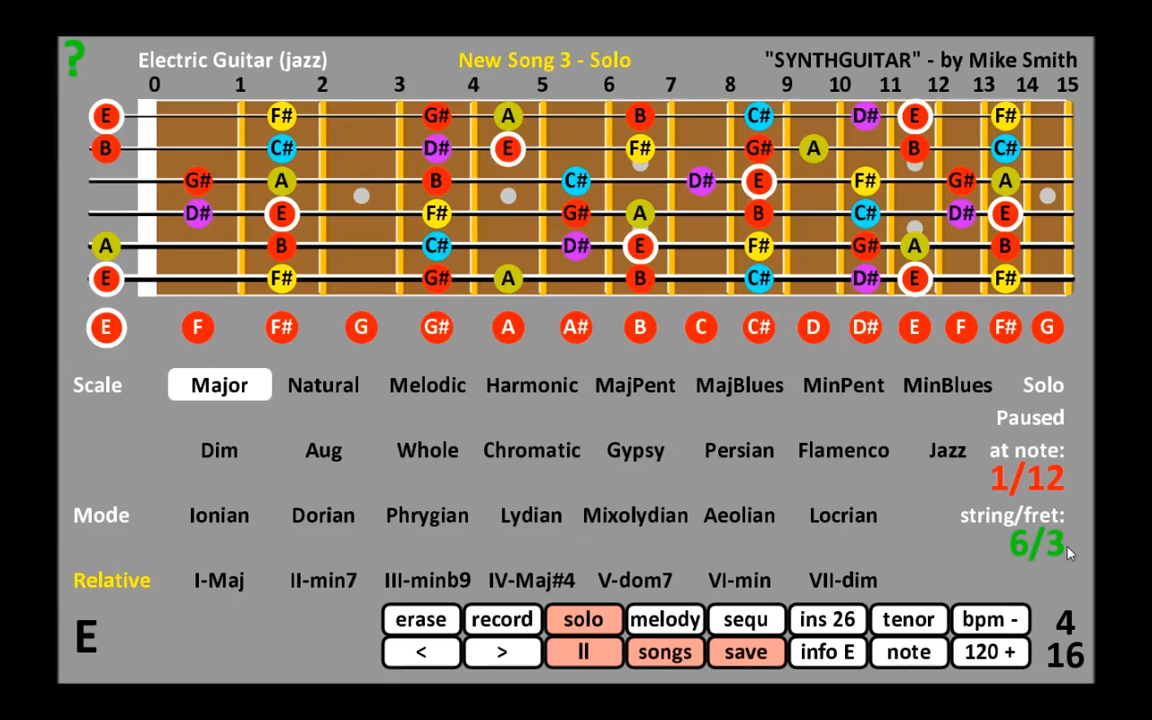 ? Electric Guitar (jazz) New Song 3 - Solo "SYNTHGUITAR" - by Mike Smith
0 1 2 3 4 5 6 7 8 9 10 11 12 13 14 15
E F# G# A B C# D# E F#
B C# D# E F# G# A B C#
G# A B C# D# E F# G# A
D# E F# G# A B C# D# E
A B C# D# E F# G# A B
E F# G# A B C# D# E F#
E F F# G G# A A# B C C# D D# E F F# G
Scale Major Natural Melodic Harmonic MajPent MajBlues MinPent MinBlues Solo
Paused
Dim Aug Whole Chromatic Gypsy Persian Flamenco Jazz at note:
1/12
Mode Ionian Dorian Phrygian Lydian Mixolydian Aeolian Locrian string/fret:
6/3
Relative I-Maj II-min7 III-minb9 IV-Maj#4 V-dom7 VI-min VII-dim
E erase record solo melody sequ ins 26 tenor bpm - 4
< > II songs save info E note 120 + 16